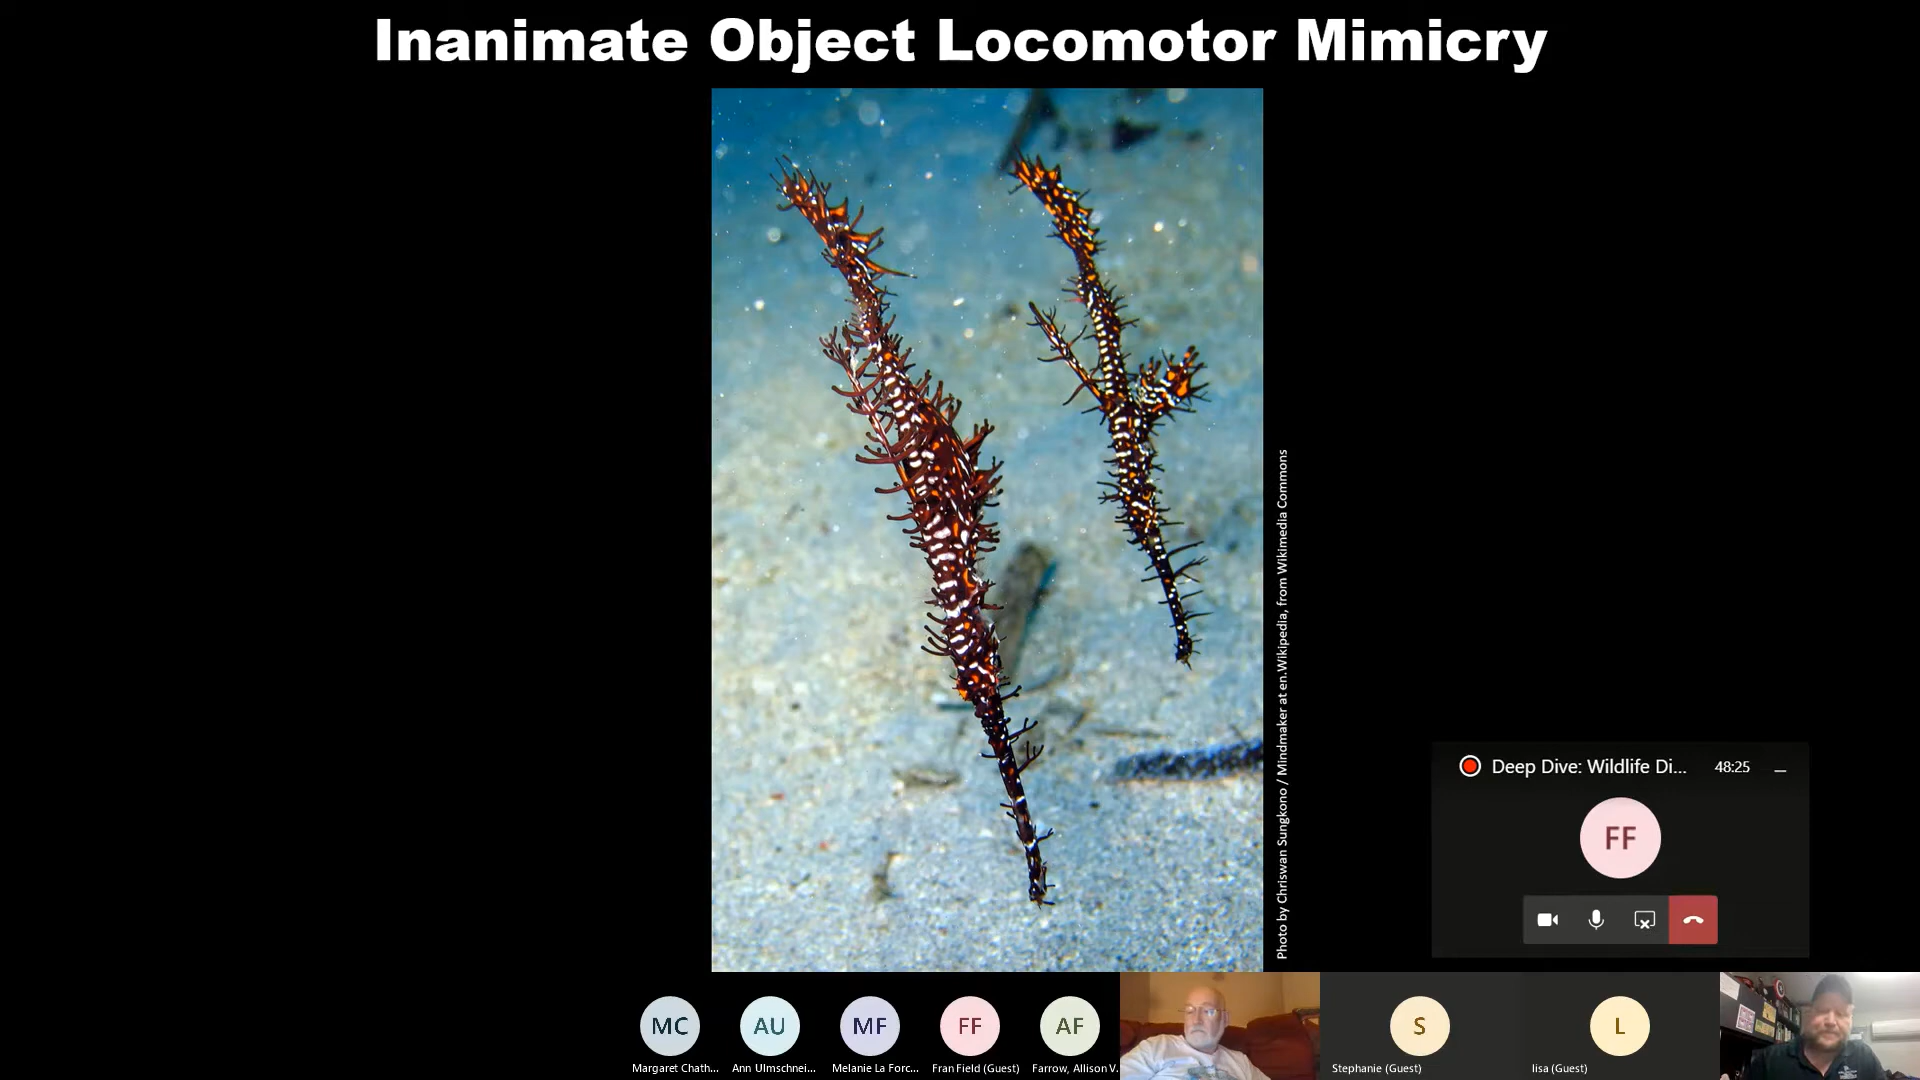 Inanimate Object Locomotor Mimicry
Photo by Chriswan Sungkono / Mindmaker at en.Wikipedia, from Wikimedia Commons
Deep Dive: Wildlife Di...
48:25
FF
MC
AU
MF
FF
AF
S
L
Margaret Chath...
Ann Ulmschnei...
Melanie La Forc...
Fran Field (Guest)
Farrow, Allison V.
Stephanie (Guest)
lisa (Guest)